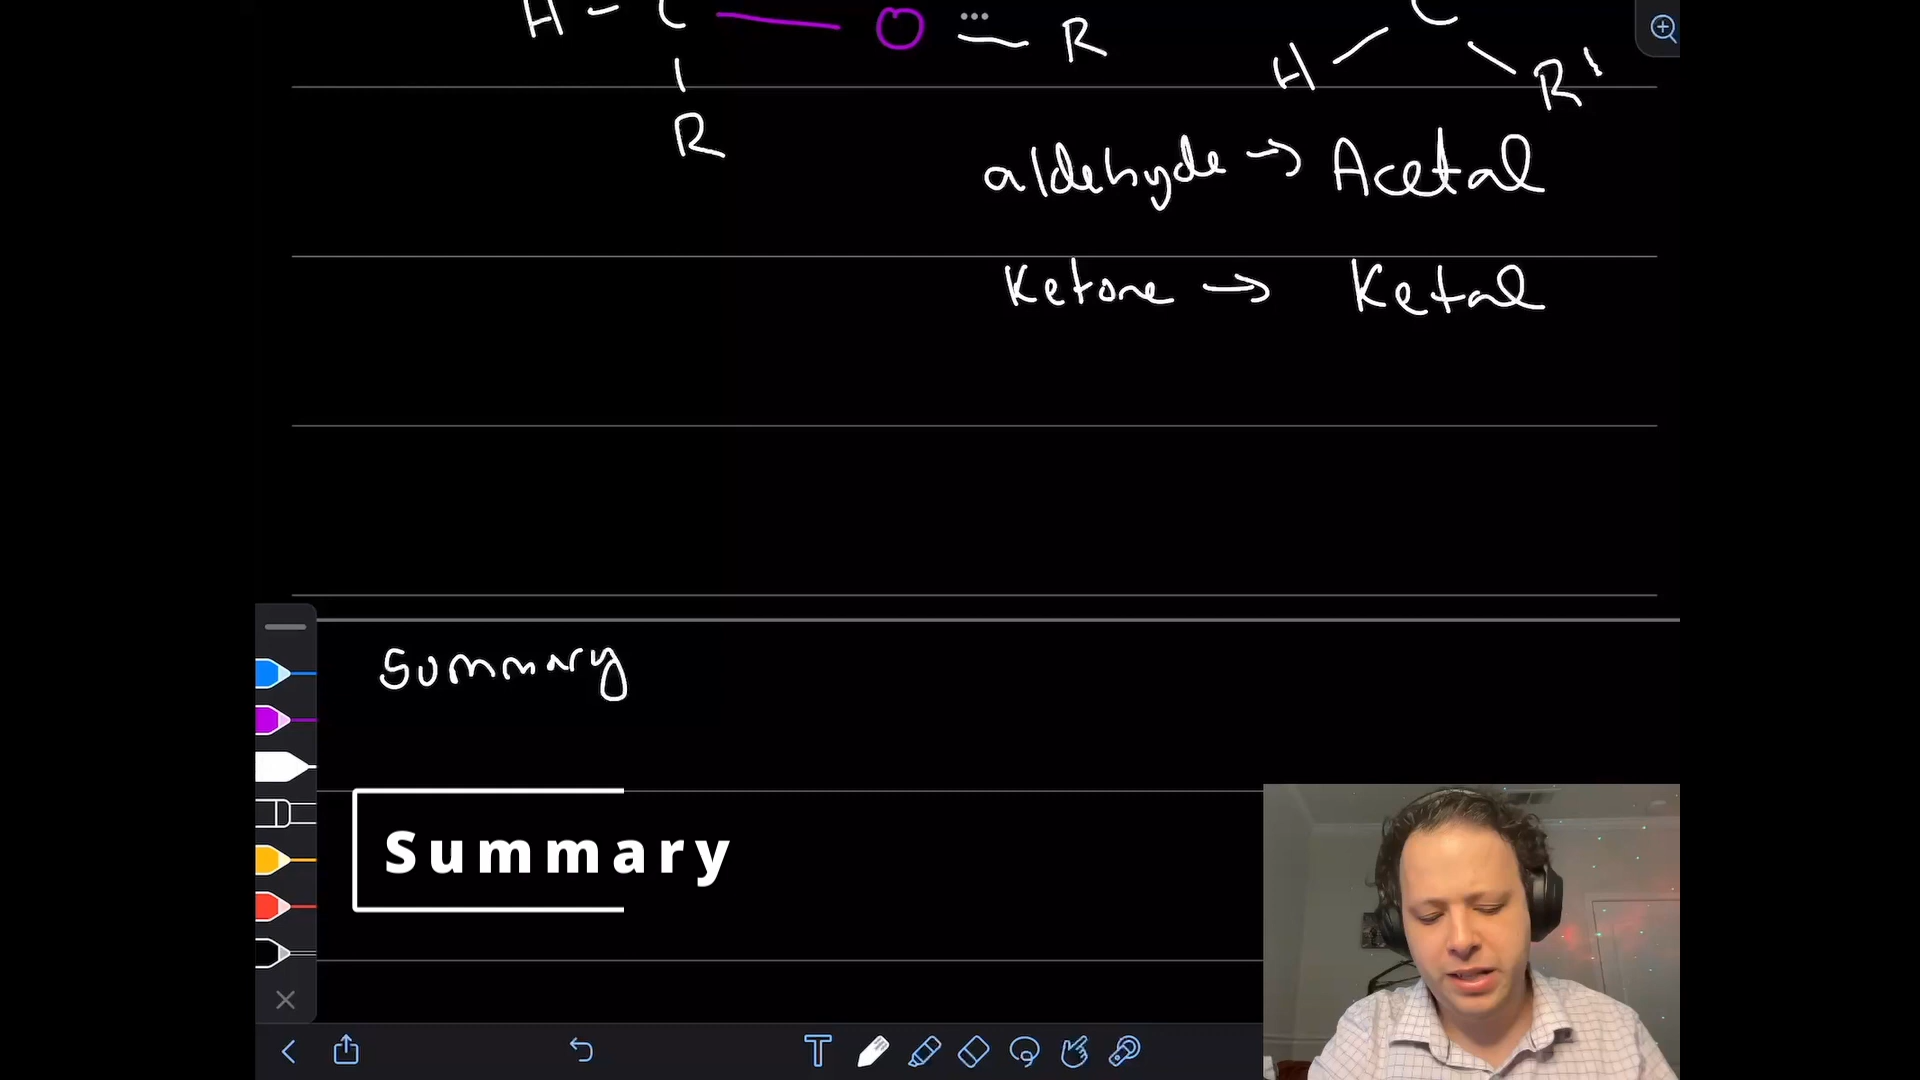 H - C — O — R
C
H R'
R
aldehyde → Acetal
Ketone → Ketal
Summary
Summary
T